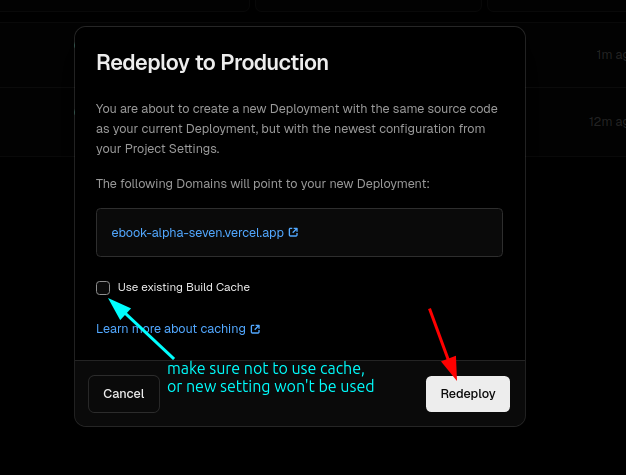 Redeploy to Production
1m
You are about to create a new Deployment with the same source code
as your current Deployment, but with the newest configuration from
your Project Settings.
12m
The following Domains will point to your new Deployment:
ebook-alpha-seven.vercel.app
Use existing Build Cache
Learn more about caching
make sure not to use cache,
or new setting won't be used
Cancel
Redeploy